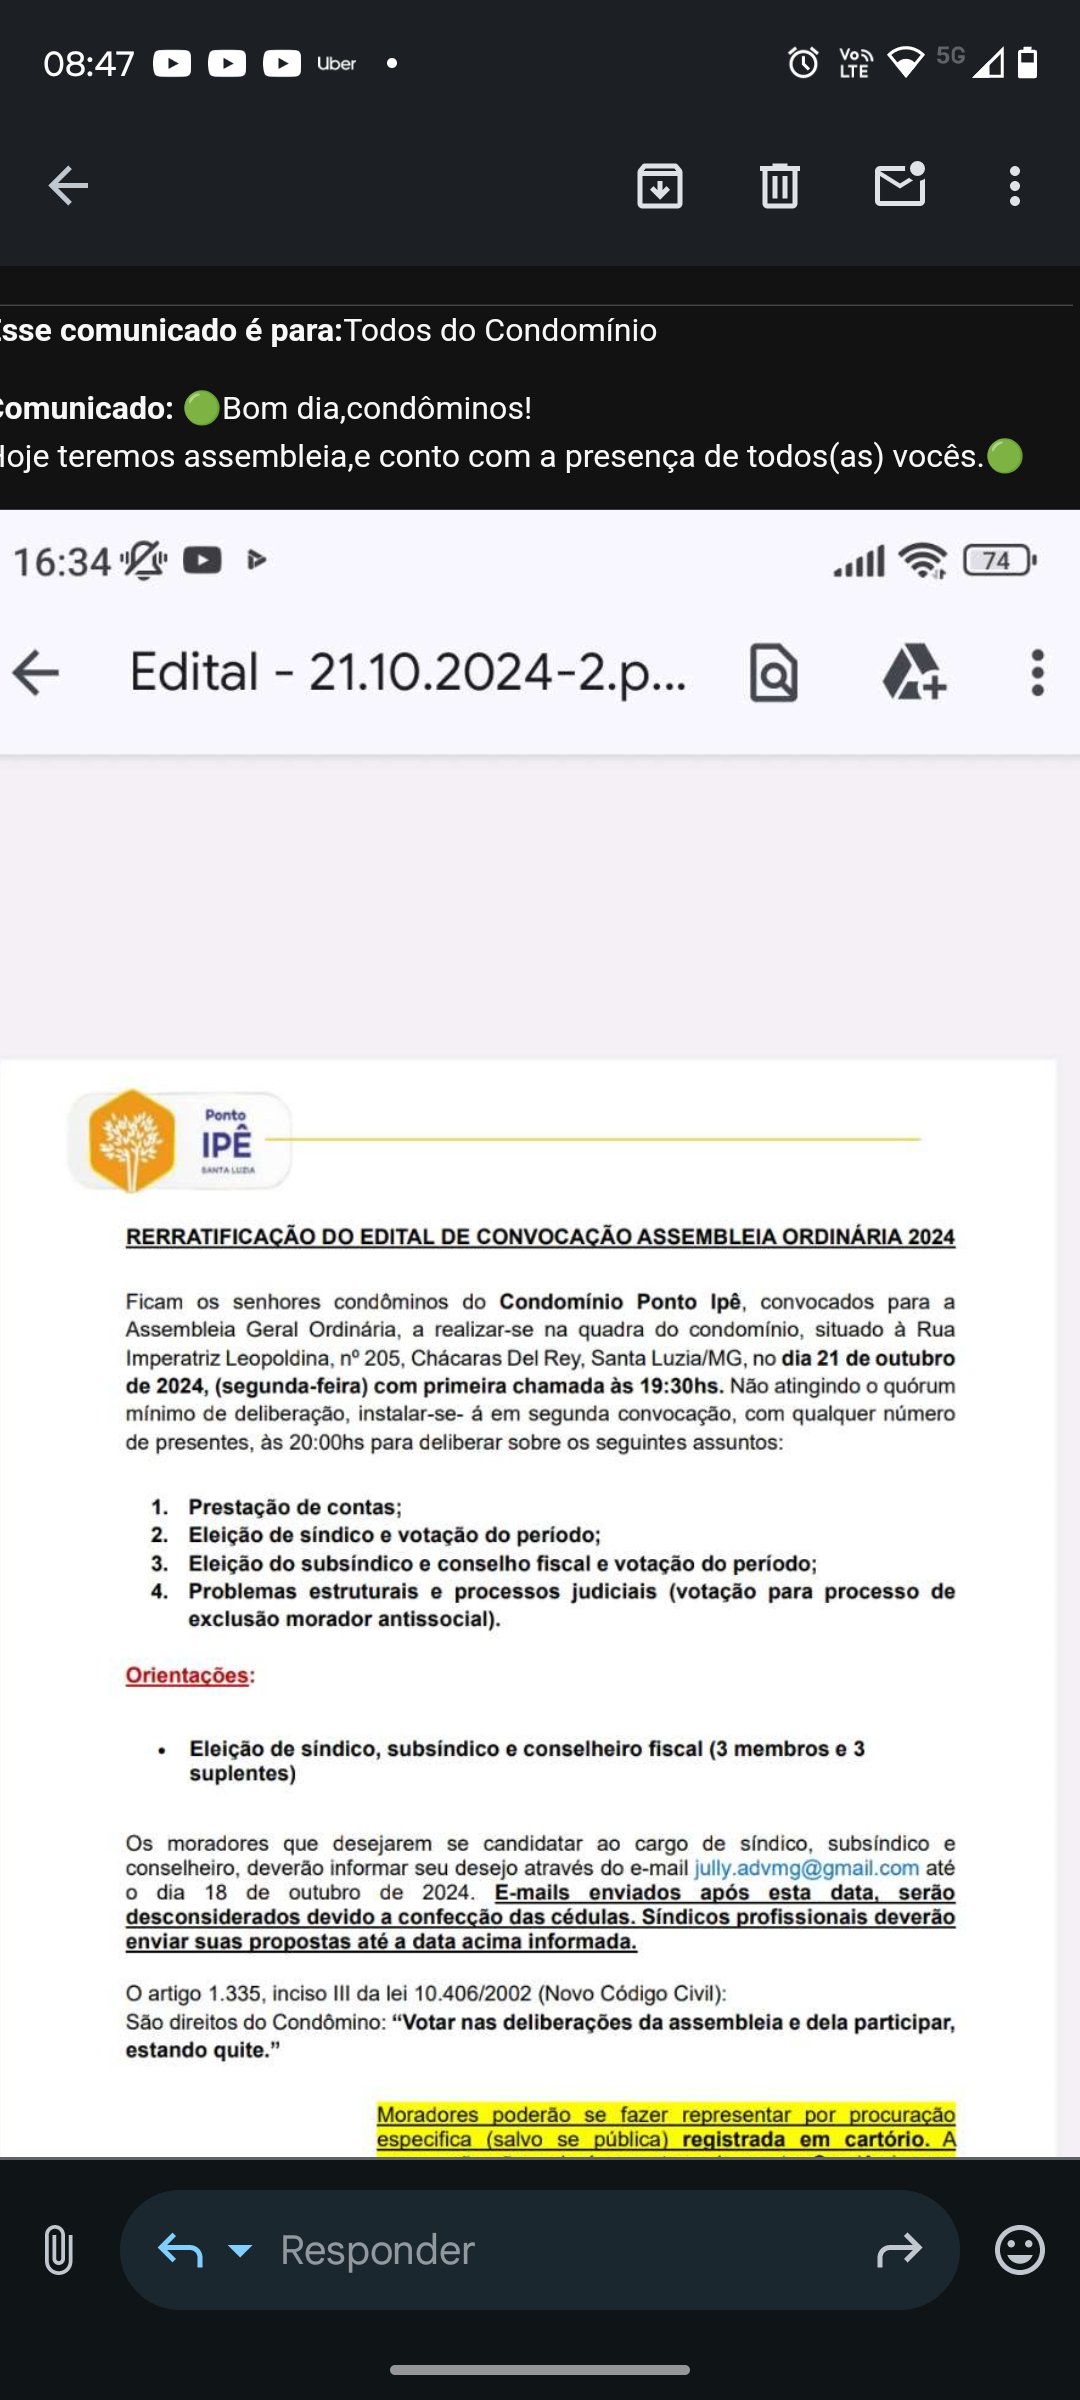 08:47 Uber 5G
Vo LTE
sse comunicado é para:Todos do Condomínio
omunicado: 🟢Bom dia,condôminos!
oje teremos assembleia,e conto com a presença de todos(as) vocês.🟢
16:34 74
Edital - 21.10.2024-2.p...
Ponto
IPÊ
SANTA LUZIA
RERRATIFICAÇÃO DO EDITAL DE CONVOCAÇÃO ASSEMBLEIA ORDINÁRIA 2024
Ficam os senhores condôminos do Condomínio Ponto Ipê, convocados para a
Assembleia Geral Ordinária, a realizar-se na quadra do condomínio, situado à Rua
Imperatriz Leopoldina, nº 205, Chácaras Del Rey, Santa Luzia/MG, no dia 21 de outubro
de 2024, (segunda-feira) com primeira chamada às 19:30hs. Não atingindo o quórum
mínimo de deliberação, instalar-se- á em segunda convocação, com qualquer número
de presentes, às 20:00hs para deliberar sobre os seguintes assuntos:
1. Prestação de contas;
2. Eleição de síndico e votação do período;
3. Eleição do subsíndico e conselho fiscal e votação do período;
4. Problemas estruturais e processos judiciais (votação para processo de
exclusão morador antissocial).
Orientações:
• Eleição de síndico, subsíndico e conselheiro fiscal (3 membros e 3
suplentes)
Os moradores que desejarem se candidatar ao cargo de síndico, subsíndico e
conselheiro, deverão informar seu desejo através do e-mail jully.advmg@gmail.com até
o dia 18 de outubro de 2024. E-mails enviados após esta data, serão
desconsiderados devido a confecção das cédulas. Síndicos profissionais deverão
enviar suas propostas até a data acima informada.
O artigo 1.335, inciso III da lei 10.406/2002 (Novo Código Civil):
São direitos do Condômino: “Votar nas deliberações da assembleia e dela participar,
estando quite.”
Moradores poderão se fazer representar por procuração
especifica (salvo se pública) registrada em cartório. A
Responder